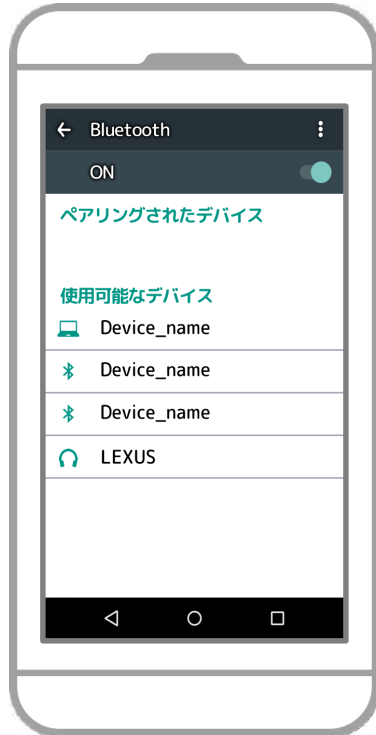 Bluetooth
ON
ペアリングされたデバイス
使用可能なデバイス
Device_name
Device_name
Device_name
LEXUS